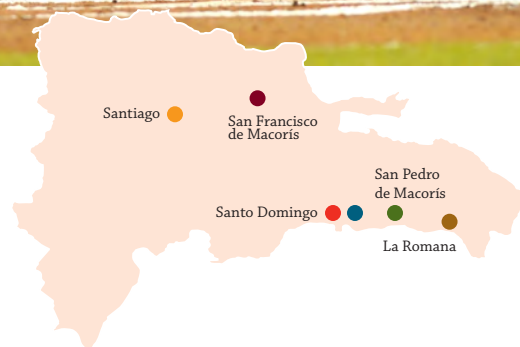 Santiago
San Francisco
de Macorís
San Pedro
de Macorís
Santo Domingo
La Romana